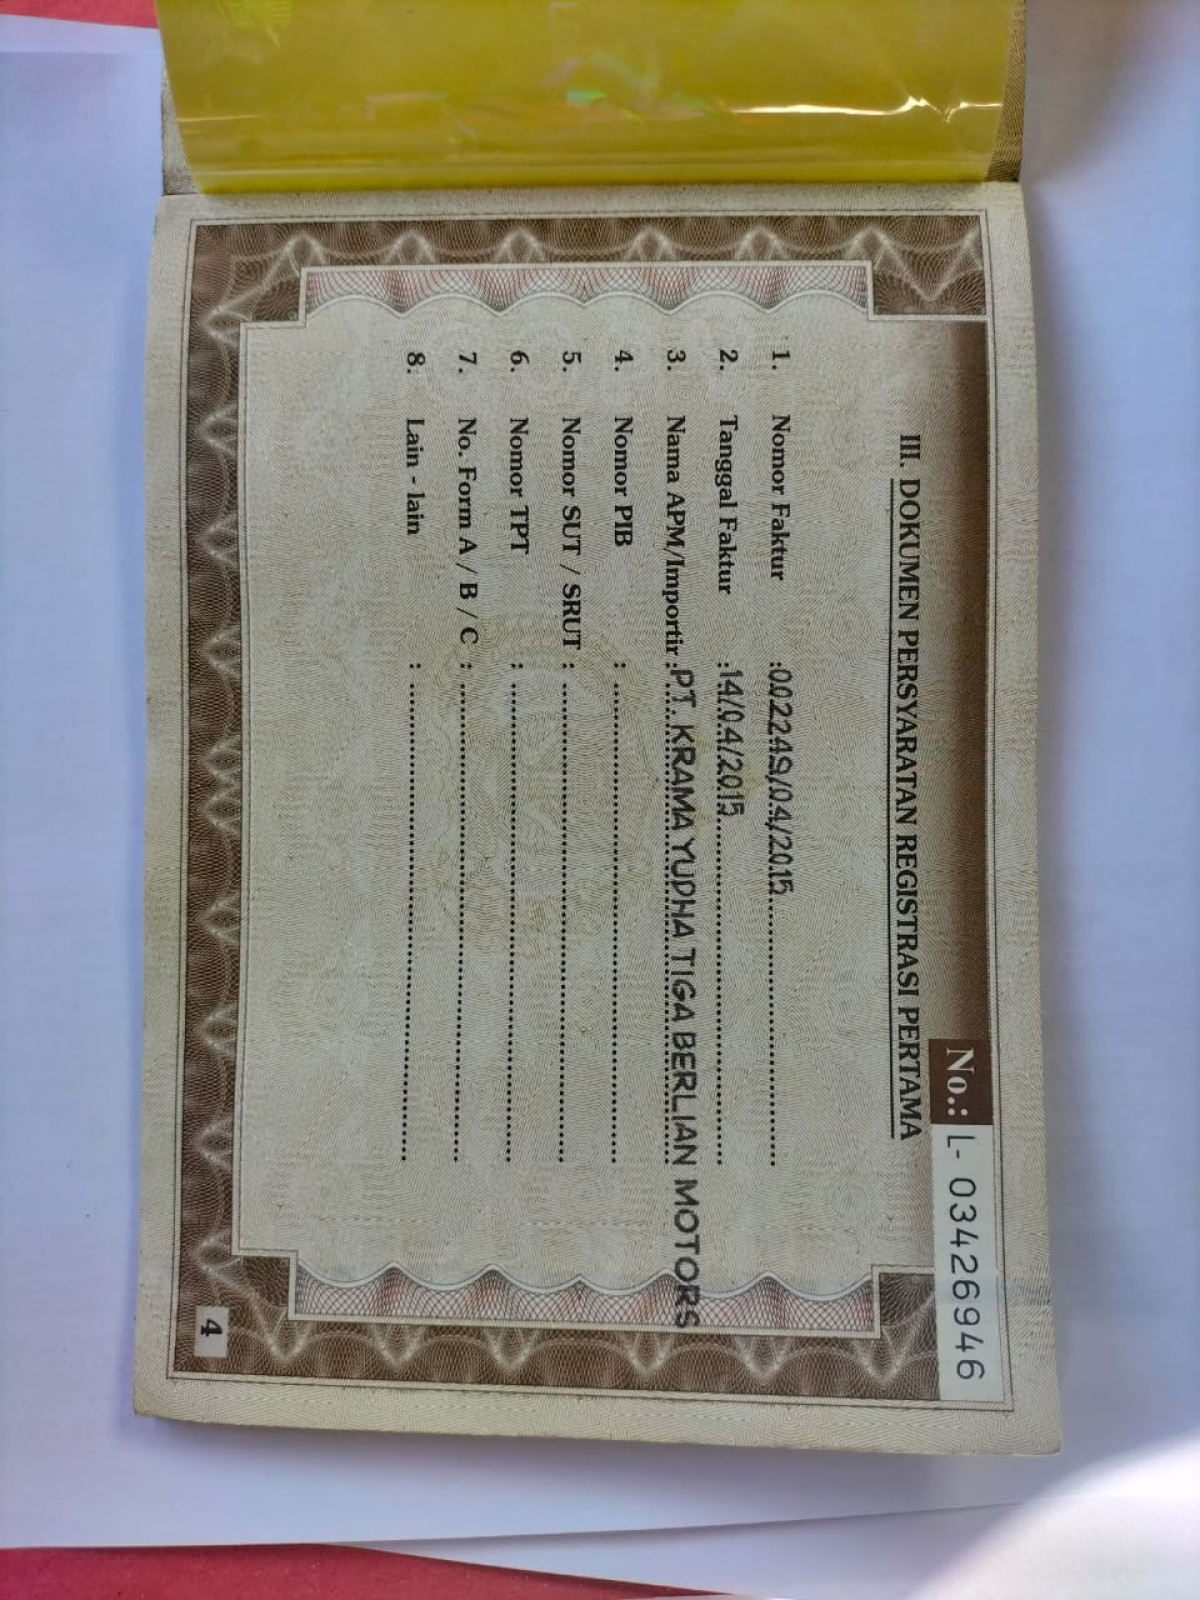 No.: L- 03426946
III. DOKUMEN PERSYARATAN REGISTRASI PERTAMA
1. Nomor Faktur :002249/04/2015
2. Tanggal Faktur :14/04/2015
3. Nama APM/Importir :PT. KRAMA YUDHA TIGA BERLIAN MOTORS
4. Nomor PIB :
5. Nomor SUT / SRUT :
6. Nomor TPT :
7. No. Form A / B / C :
8. Lain - lain :
4